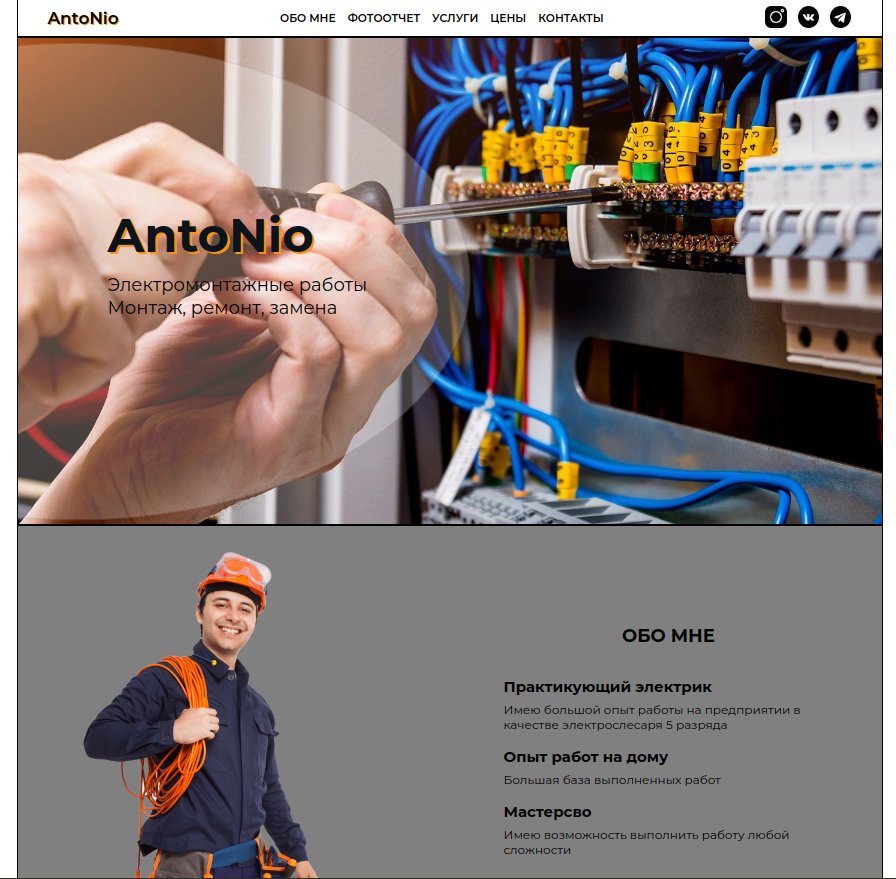 AntoNio
ОБО МНЕ ФОТООТЧЕТ УСЛУГИ ЦЕНЫ КОНТАКТЫ
AntoNio
Электромонтажные работы
Монтаж, ремонт, замена
ОБО МНЕ
Практикующий электрик
Имею большой опыт работы на предприятии в
качестве электрослесаря 5 разряда
Опыт работ на дому
Большая база выполненных работ
Мастерсво
Имею возможность выполнить работу любой
сложности